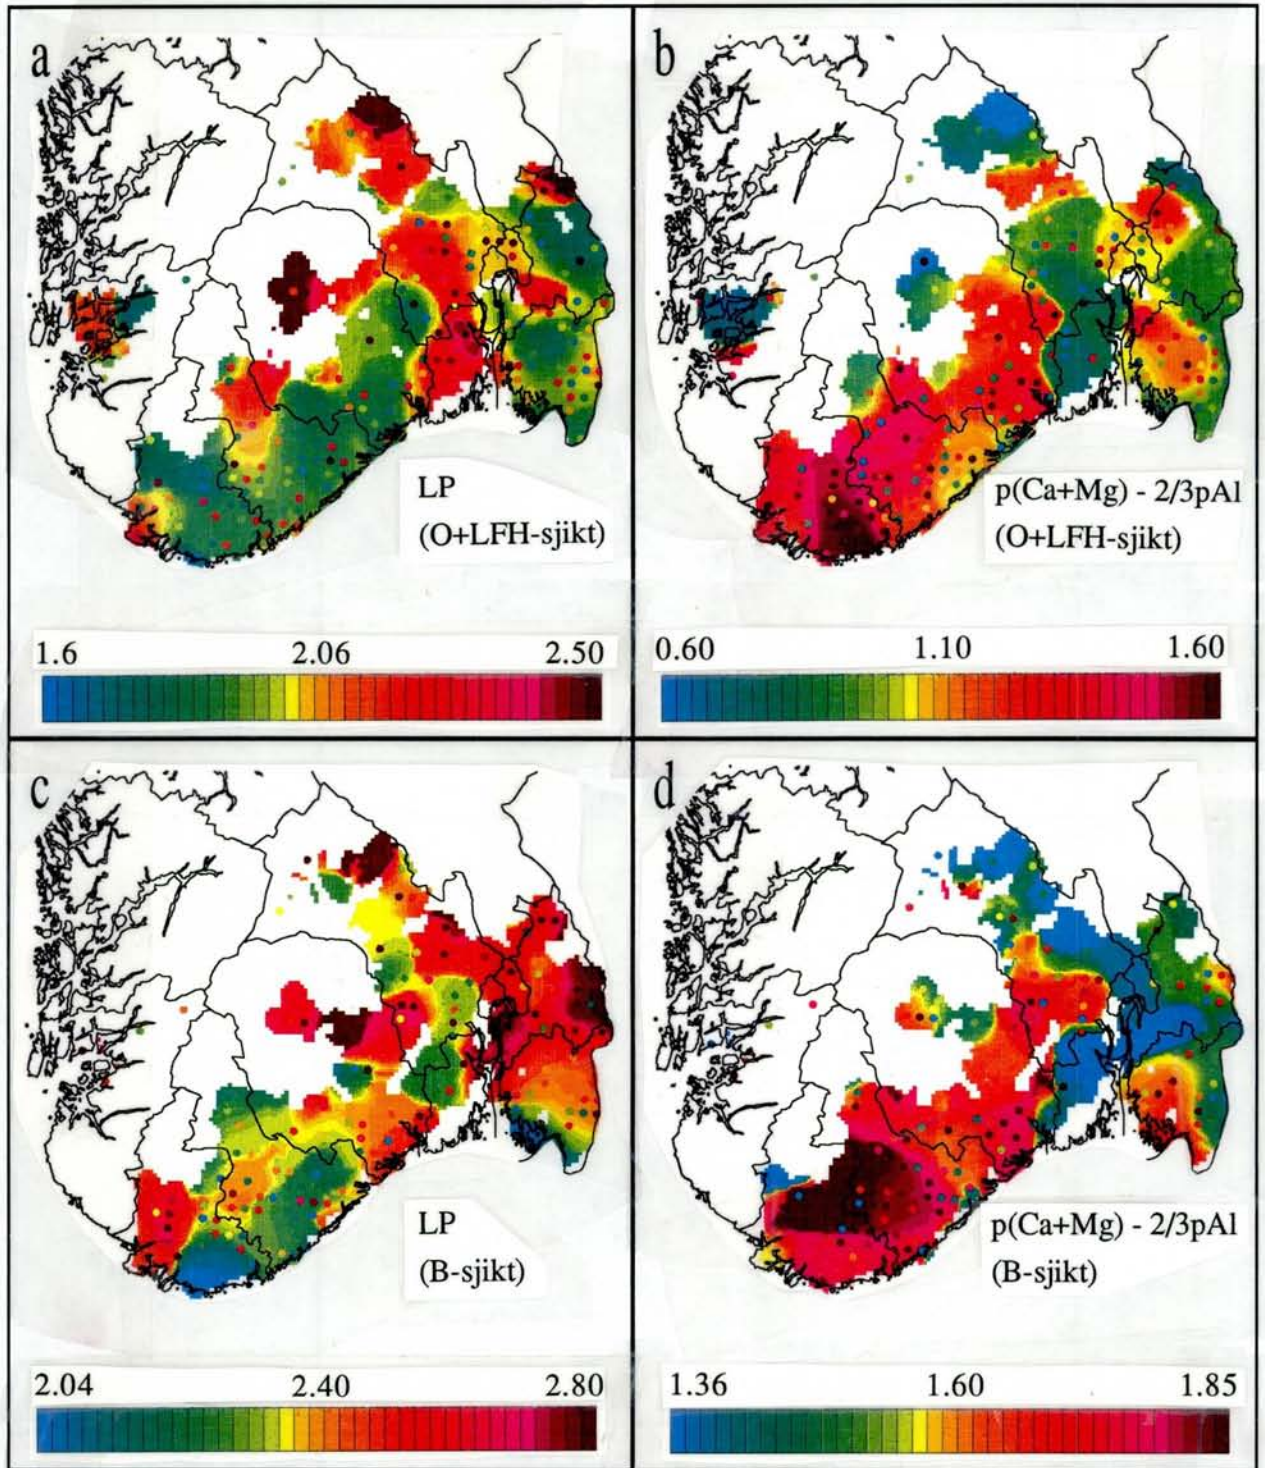 a
LP
(O+LFH-sjikt)
1.6 2.06 2.50
b
p(Ca+Mg) - 2/3pAl
(O+LFH-sjikt)
0.60 1.10 1.60
c
LP
(B-sjikt)
2.04 2.40 2.80
d
p(Ca+Mg) - 2/3pAl
(B-sjikt)
1.36 1.60 1.85